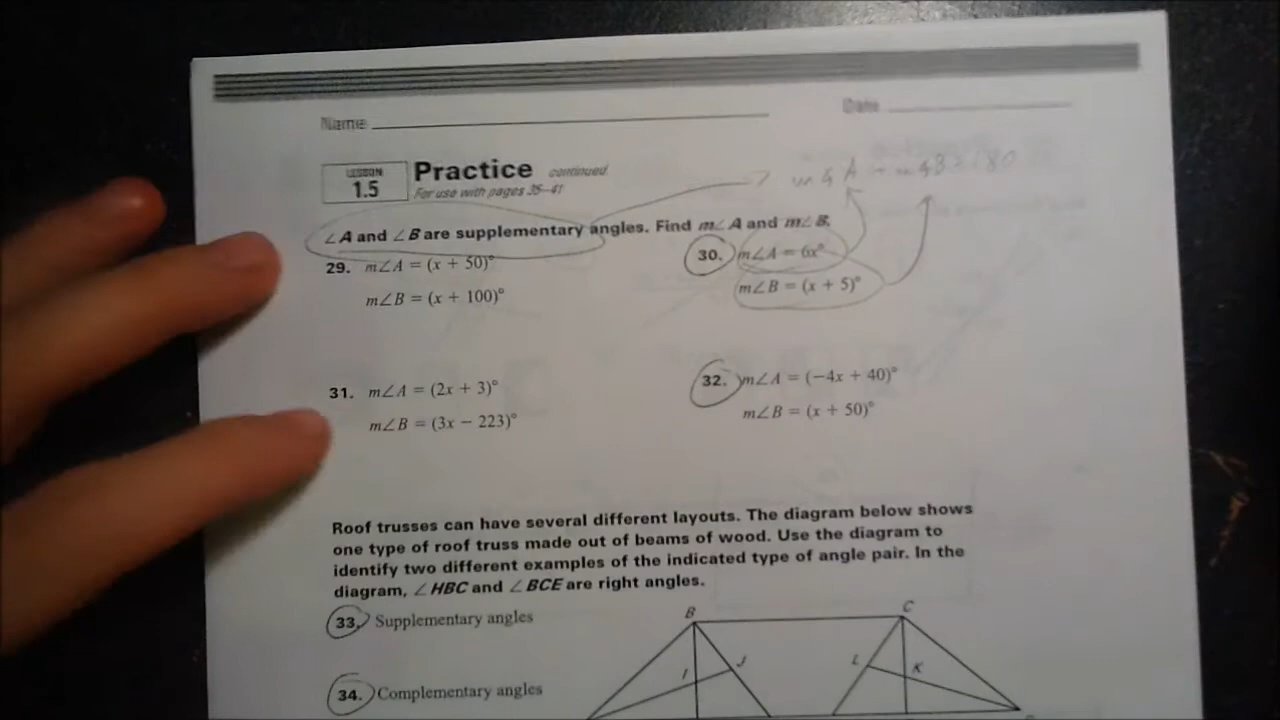 Name
Date
LESSON
1.5
Practice continued
For use with pages 35–41
m∡A + m∡B = 180
∠A and ∠B are supplementary angles. Find m∠A and m∠B.
29. m∠A = (x + 50)°
m∠B = (x + 100)°
30. m∠A = 6x°
m∠B = (x + 5)°
31. m∠A = (2x + 3)°
m∠B = (3x − 223)°
32. m∠A = (−4x + 40)°
m∠B = (x + 50)°
Roof trusses can have several different layouts. The diagram below shows
one type of roof truss made out of beams of wood. Use the diagram to
identify two different examples of the indicated type of angle pair. In the
diagram, ∠HBC and ∠BCE are right angles.
33. Supplementary angles
34. Complementary angles
B C
I J L K